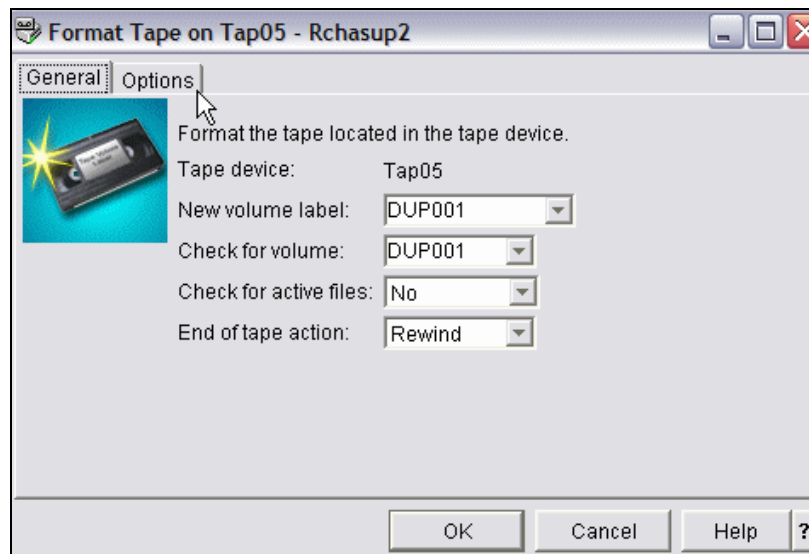 Format Tape on Tap05 - Rchasup2
General Options
Format the tape located in the tape device.
Tape device: Tap05
New volume label: DUP001
Check for volume: DUP001
Check for active files: No
End of tape action: Rewind
OK Cancel Help ?